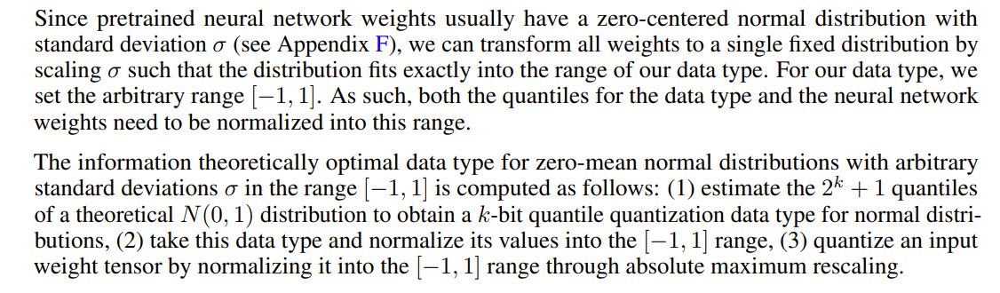 Since pretrained neural network weights usually have a zero-centered normal distribution with
standard deviation σ (see Appendix F), we can transform all weights to a single fixed distribution by
scaling σ such that the distribution fits exactly into the range of our data type. For our data type, we
set the arbitrary range [−1, 1]. As such, both the quantiles for the data type and the neural network
weights need to be normalized into this range.
The information theoretically optimal data type for zero-mean normal distributions with arbitrary
standard deviations σ in the range [−1, 1] is computed as follows: (1) estimate the 2^k + 1 quantiles
of a theoretical N(0, 1) distribution to obtain a k-bit quantile quantization data type for normal distri-
butions, (2) take this data type and normalize its values into the [−1, 1] range, (3) quantize an input
weight tensor by normalizing it into the [−1, 1] range through absolute maximum rescaling.